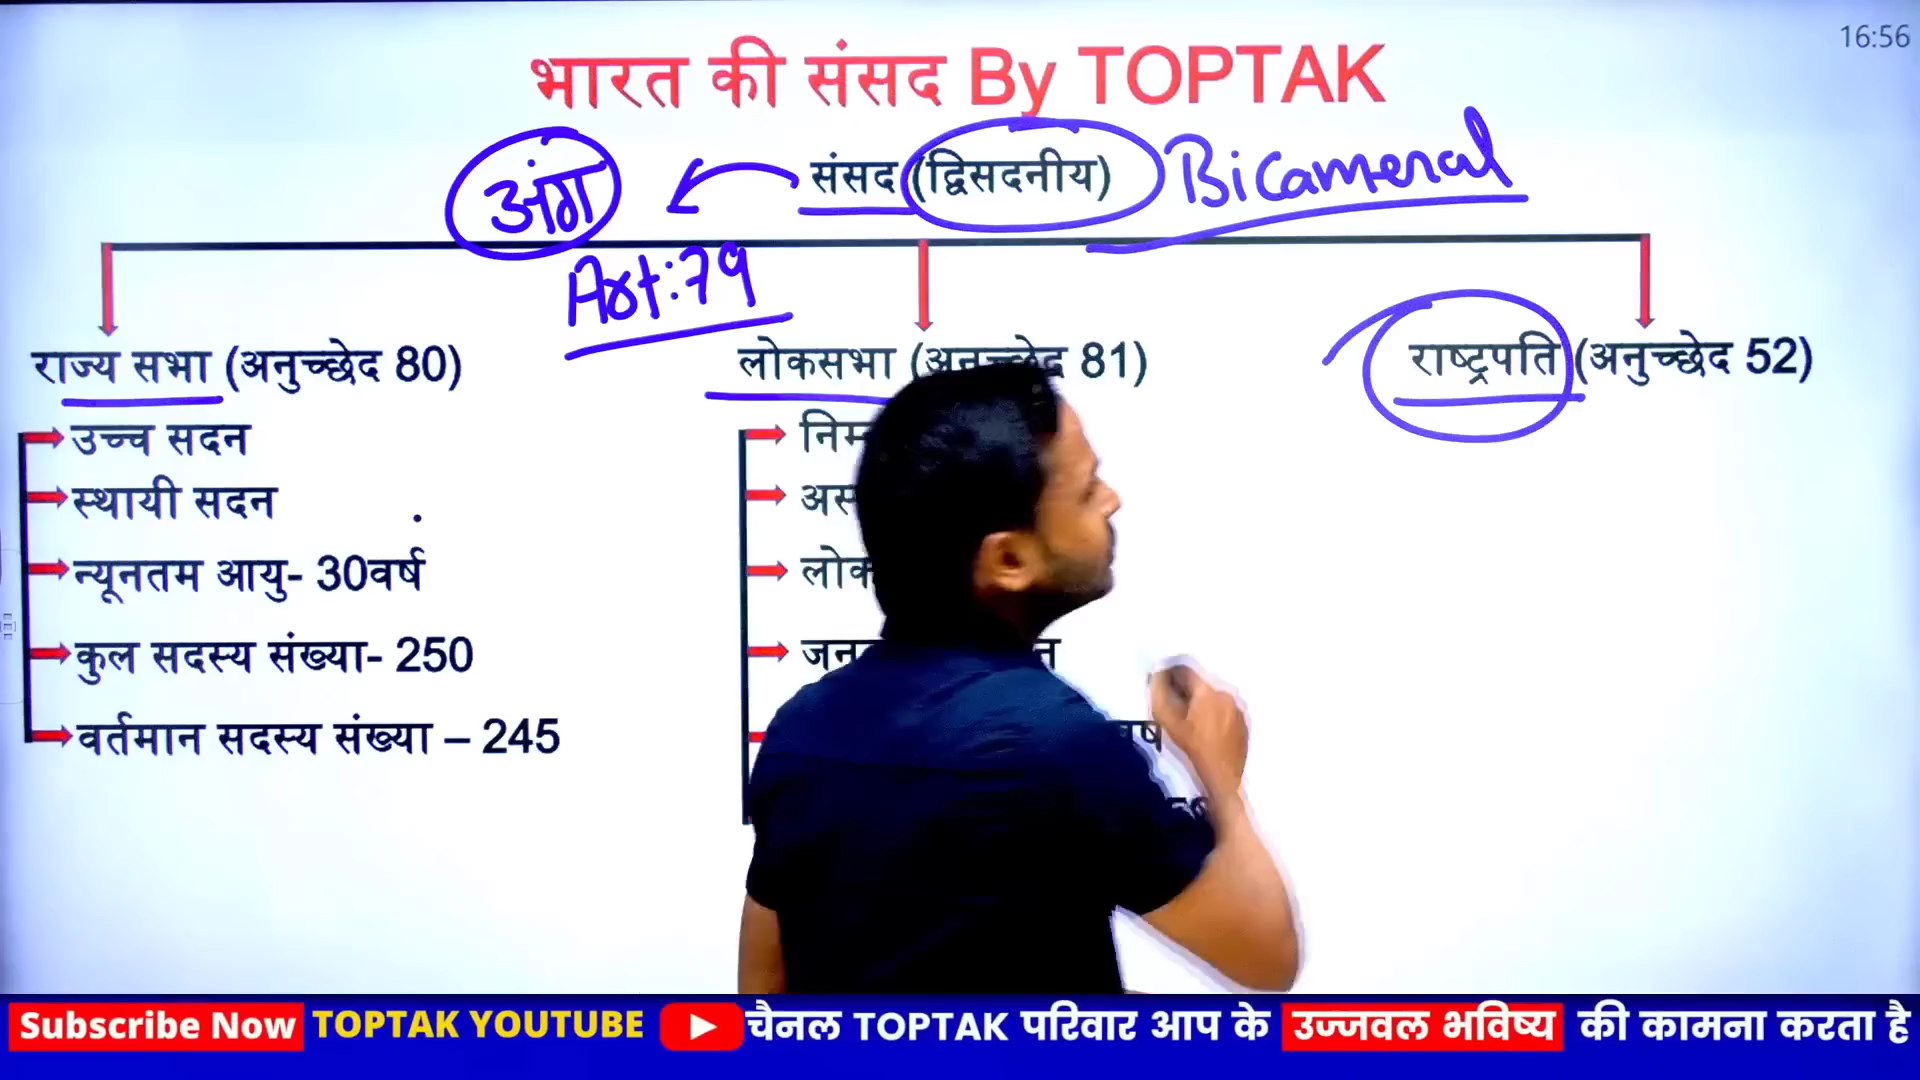 16:56
भारत की संसद By TOPTAK
अंग
संसद (द्विसदनीय)
Bicameral
Art:79
राज्य सभा (अनुच्छेद 80)
उच्च सदन
स्थायी सदन
न्यूनतम आयु- 30वर्ष
कुल सदस्य संख्या- 250
वर्तमान सदस्य संख्या – 245
लोकसभा (अनुच्छेद 81)
राष्ट्रपति (अनुच्छेद 52)
Subscribe Now TOPTAK YOUTUBE चैनल TOPTAK परिवार आप के उज्जवल भविष्य की कामना करता है